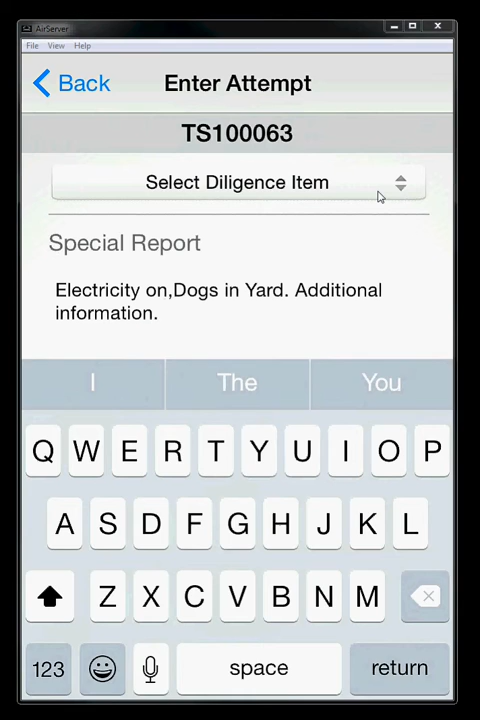 AirServer
File View Help
Back
Enter Attempt
TS100063
Select Diligence Item
Special Report
Electricity on,Dogs in Yard. Additional
information.
I The You
Q W E R T Y U I O P
A S D F G H J K L
Z X C V B N M
123 space return